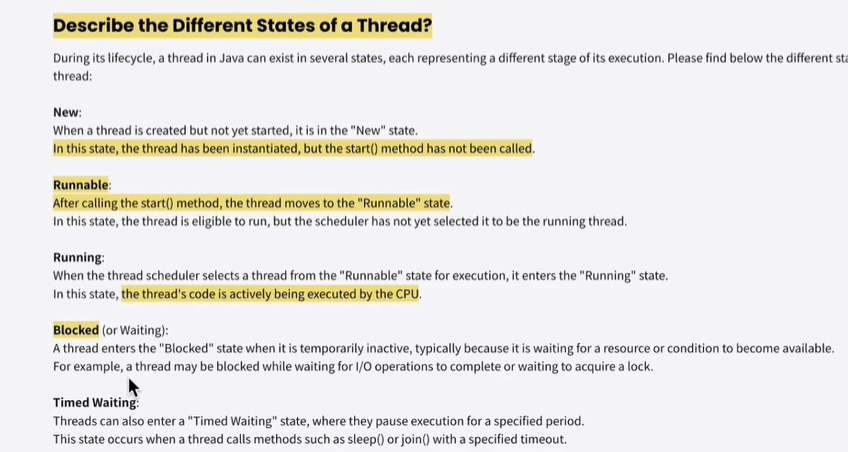 Describe the Different States of a Thread?
During its lifecycle, a thread in Java can exist in several states, each representing a different stage of its execution. Please find below the different sta
thread:
New:
When a thread is created but not yet started, it is in the "New" state.
In this state, the thread has been instantiated, but the start() method has not been called.
Runnable:
After calling the start() method, the thread moves to the "Runnable" state.
In this state, the thread is eligible to run, but the scheduler has not yet selected it to be the running thread.
Running:
When the thread scheduler selects a thread from the "Runnable" state for execution, it enters the "Running" state.
In this state, the thread's code is actively being executed by the CPU.
Blocked (or Waiting):
A thread enters the "Blocked" state when it is temporarily inactive, typically because it is waiting for a resource or condition to become available.
For example, a thread may be blocked while waiting for I/O operations to complete or waiting to acquire a lock.
Timed Waiting:
Threads can also enter a "Timed Waiting" state, where they pause execution for a specified period.
This state occurs when a thread calls methods such as sleep() or join() with a specified timeout.